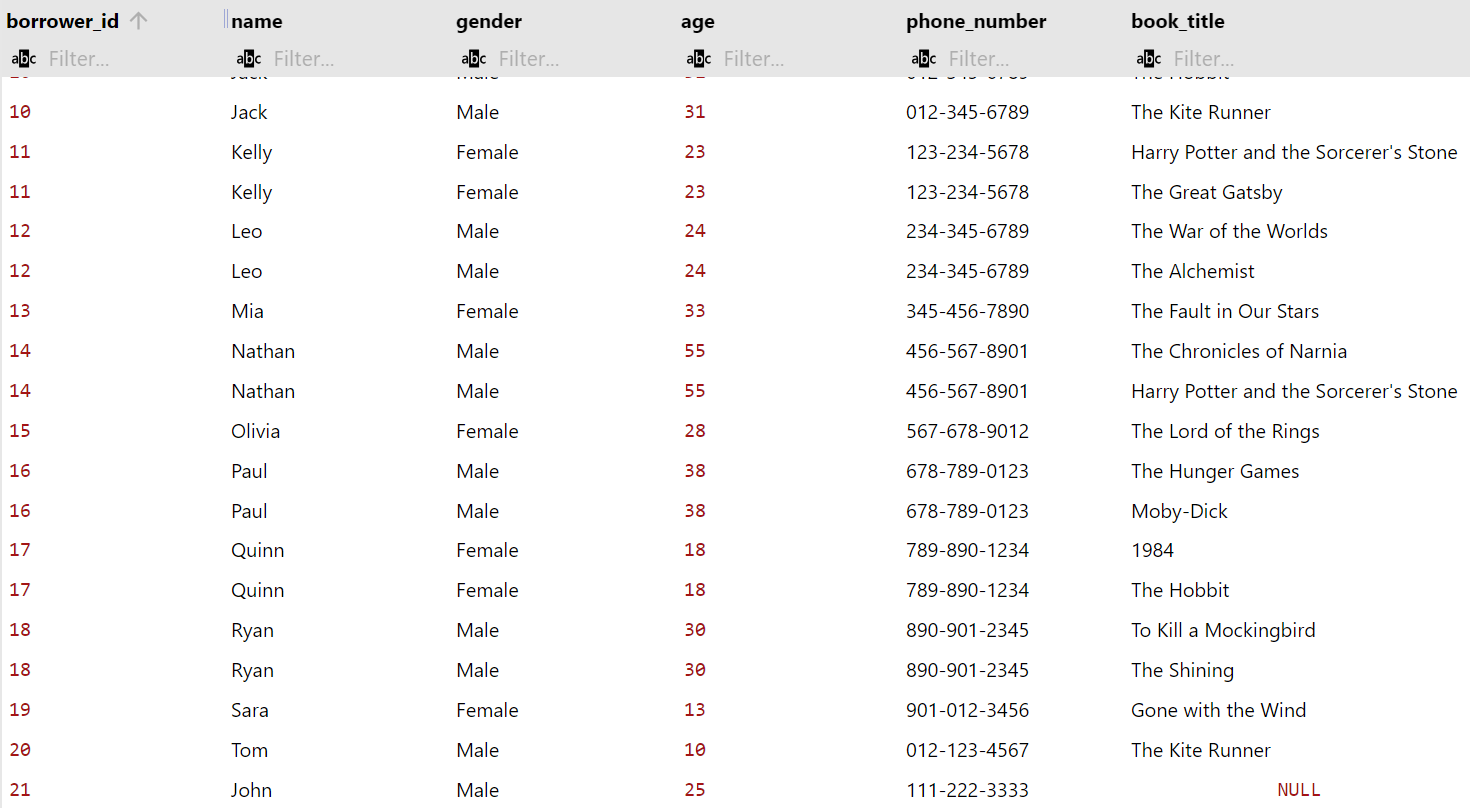 borrower_id name gender age phone_number book_title
abc Filter... abc Filter... abc Filter... abc Filter... abc Filter... abc Filter...
10 Jack Male 31 012-345-6789 The Kite Runner
11 Kelly Female 23 123-234-5678 Harry Potter and the Sorcerer's Stone
11 Kelly Female 23 123-234-5678 The Great Gatsby
12 Leo Male 24 234-345-6789 The War of the Worlds
12 Leo Male 24 234-345-6789 The Alchemist
13 Mia Female 33 345-456-7890 The Fault in Our Stars
14 Nathan Male 55 456-567-8901 The Chronicles of Narnia
14 Nathan Male 55 456-567-8901 Harry Potter and the Sorcerer's Stone
15 Olivia Female 28 567-678-9012 The Lord of the Rings
16 Paul Male 38 678-789-0123 The Hunger Games
16 Paul Male 38 678-789-0123 Moby-Dick
17 Quinn Female 18 789-890-1234 1984
17 Quinn Female 18 789-890-1234 The Hobbit
18 Ryan Male 30 890-901-2345 To Kill a Mockingbird
18 Ryan Male 30 890-901-2345 The Shining
19 Sara Female 13 901-012-3456 Gone with the Wind
20 Tom Male 10 012-123-4567 The Kite Runner
21 John Male 25 111-222-3333 NULL